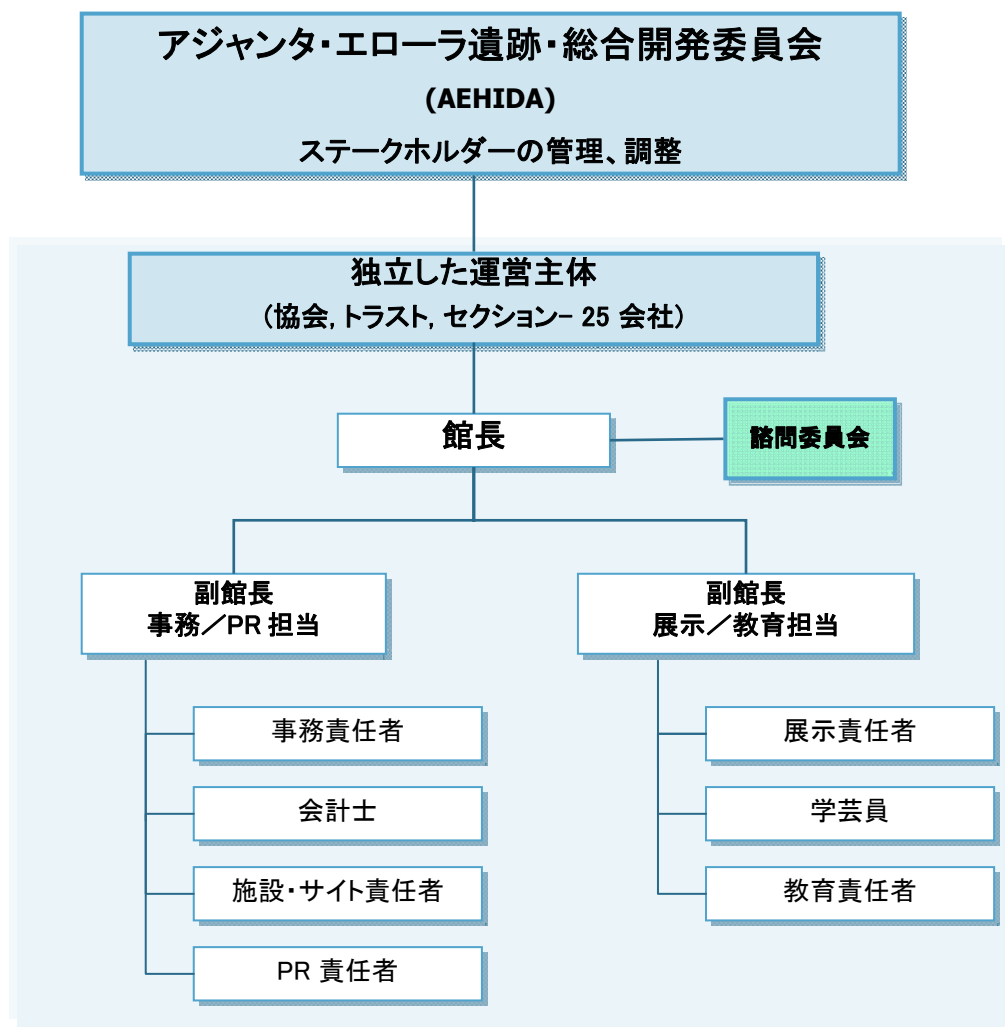 アジャンタ・エローラ遺跡・総合開発委員会
(AEHIDA)
ステークホルダーの管理、調整
独立した運営主体
(協会, トラスト, セクション− 25 会社)
館長
諮問委員会
副館長
事務／PR 担当
副館長
展示／教育担当
事務責任者
会計士
施設・サイト責任者
PR 責任者
展示責任者
学芸員
教育責任者